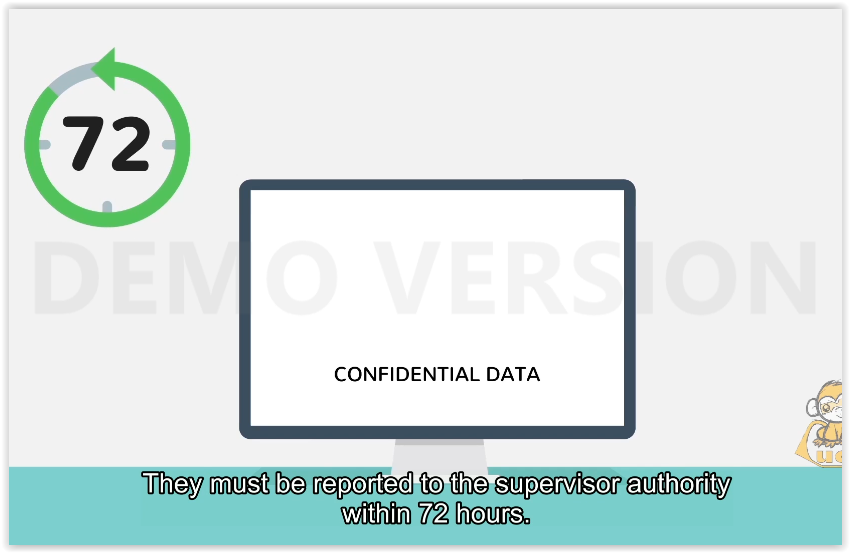 72
DEMO VERSION
CONFIDENTIAL DATA
They must be reported to the supervisor authority
within 72 hours.